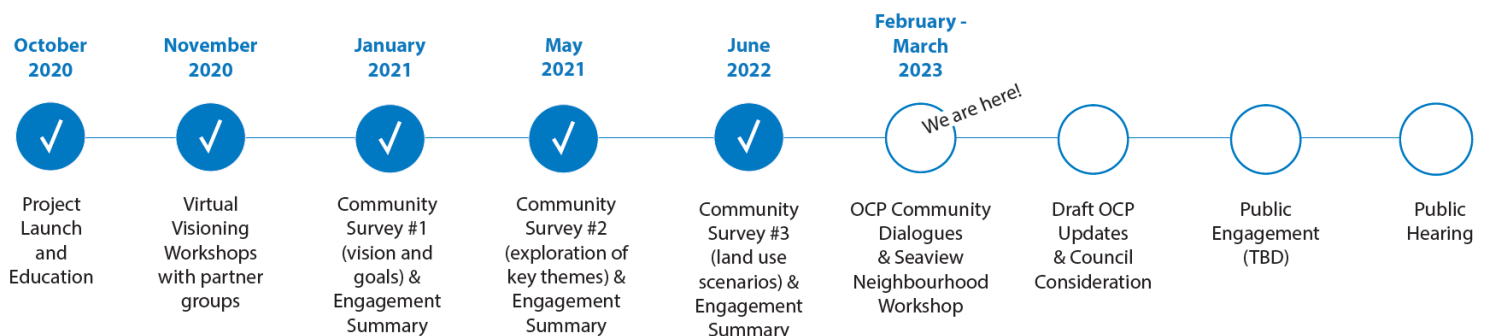 October
2020
November
2020
January
2021
May
2021
June
2022
February -
March
2023
We are here!
Project
Launch
and
Education
Virtual
Visioning
Workshops
with partner
groups
Community
Survey #1
(vision and
goals) &
Engagement
Summary
Community
Survey #2
(exploration of
key themes) &
Engagement
Summary
Community
Survey #3
(land use
scenarios) &
Engagement
Summary
OCP Community
Dialogues
& Seaview
Neighbourhood
Workshop
Draft OCP
Updates
& Council
Consideration
Public
Engagement
(TBD)
Public
Hearing